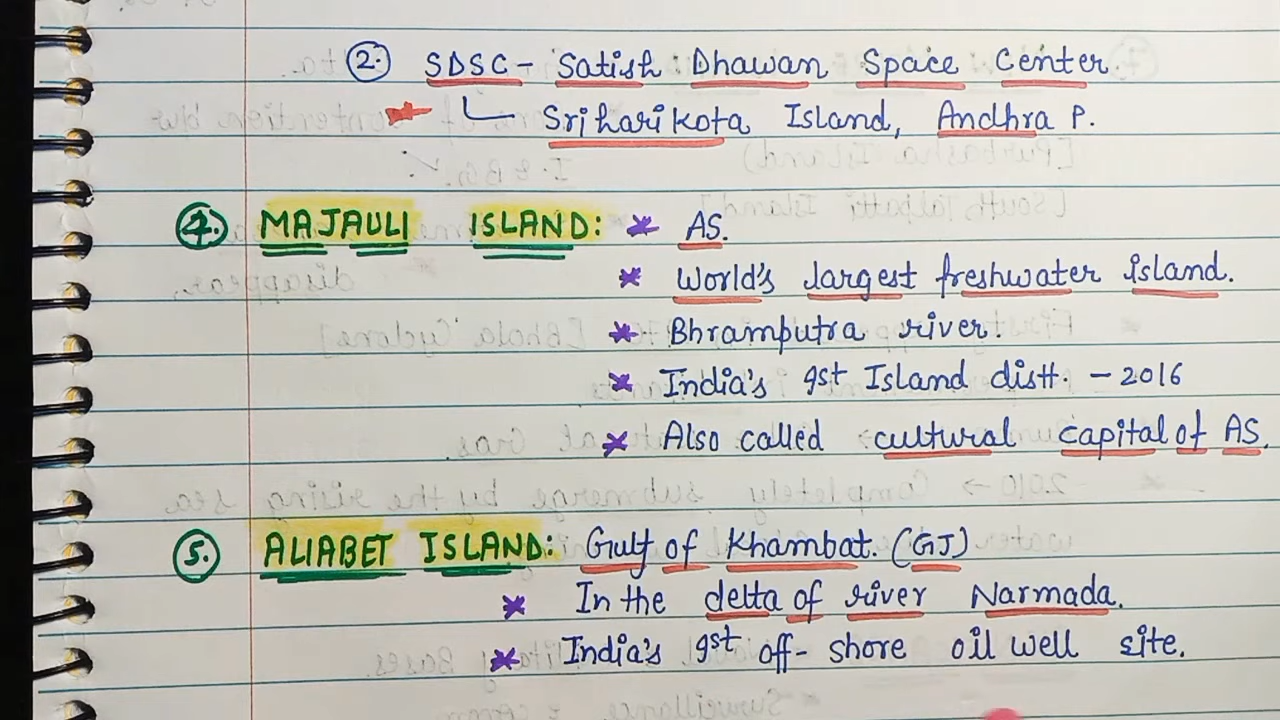 2. SDSC - Satish Dhawan Space Center.
Sriharikota Island, Andhra P.
4. MAJAULI ISLAND: * AS.
* World's largest freshwater island.
* Bhramputra river.
* India's 1st Island distt. - 2016
* Also called cultural capital of AS.
5. ALIABET ISLAND: Gulf of Khambat. (GJ)
* In the delta of river Narmada.
* India's 1st off-shore oil well site.